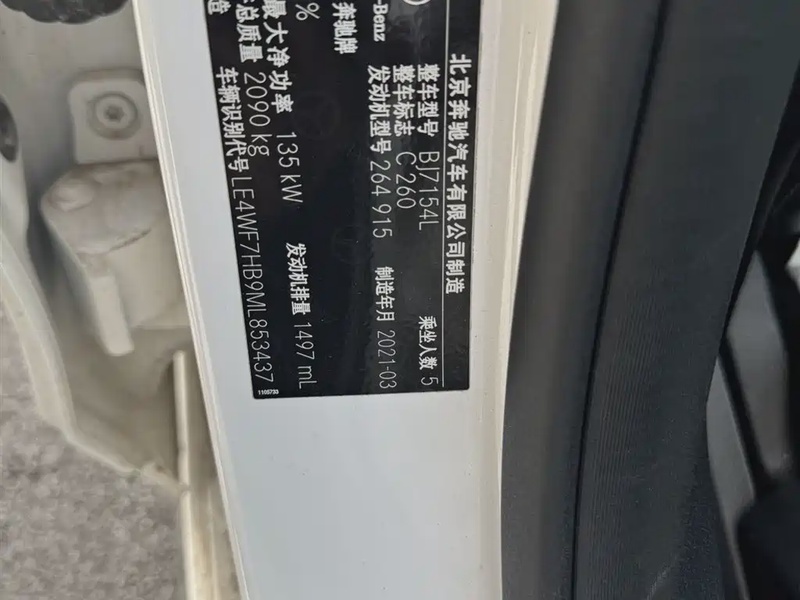 北京奔驰汽车有限公司制造
整车型号 BJ7154L 乘坐人数 5
整车标志 C 260
发动机型号 264 915 制造年月 2021-03
-Benz
奔驰牌
%
最大净功率 135 kW 发动机排量 1497 mL
总质量 2090 kg
车辆识别代号 LE4WF7HB9ML853437
造
1105733